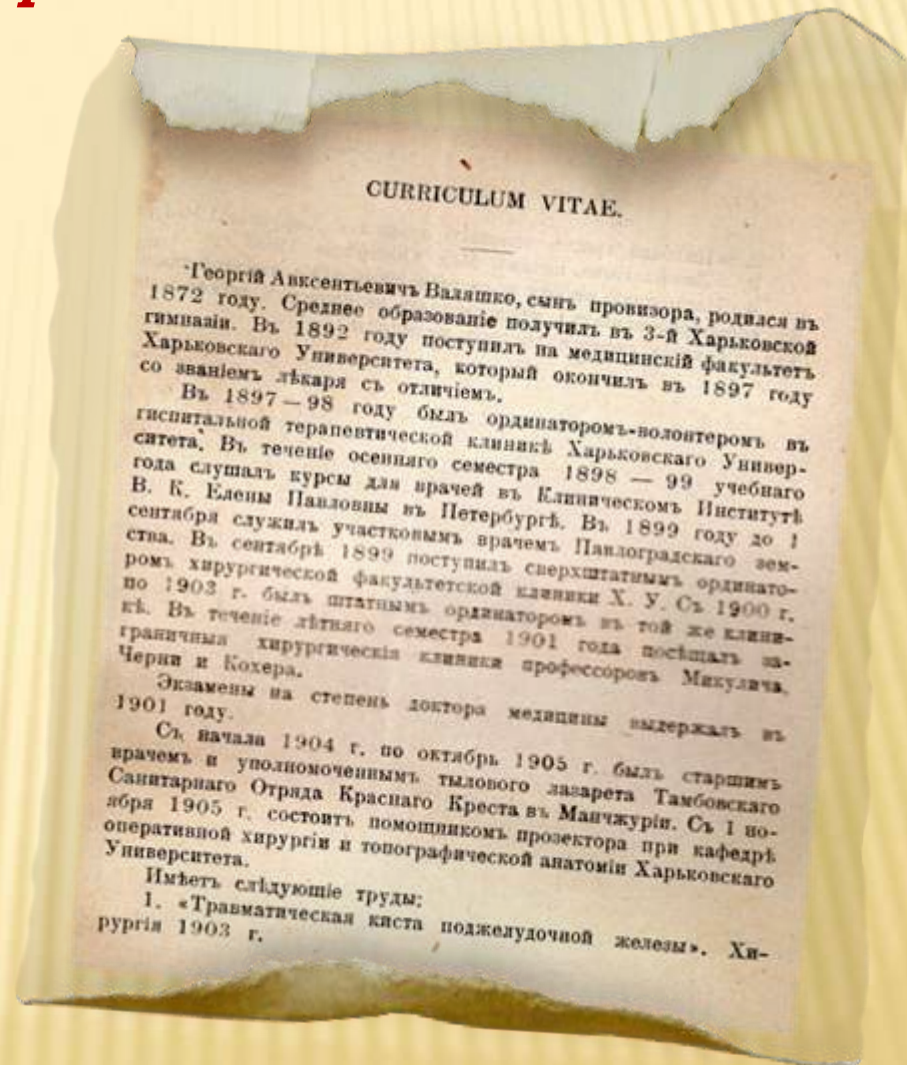 CURRICULUM VITAE.
Георгій Авксентьевичъ Валяшко, сынъ провизора, родился въ
1872 году. Среднее образованіе получилъ въ 3-й Харьковской
гимназіи. Въ 1892 году поступилъ на медицинскій факультетъ
Харьковскаго Университета, который окончилъ въ 1897 году
со званіемъ лѣкаря съ отличіемъ.
Въ 1897 — 98 году былъ ординаторомъ-волонтеромъ въ
госпитальной терапевтической клиникѣ Харьковскаго Универ-
ситета. Въ теченіе осенняго семестра 1898 — 99 учебнаго
года слушалъ курсы для врачей въ Клиническомъ Институтѣ
В. К. Елены Павловны въ Петербургѣ. Въ 1899 году до 1
сентября служилъ участковымъ врачемъ Павлоградскаго зем-
ства. Въ сентябрѣ 1899 поступилъ сверхштатнымъ ординато-
ромъ хирургической факультетской клиники Х. У. Съ 1900 г.
по 1903 г. былъ штатнымъ ординаторомъ въ той же клини-
кѣ. Въ теченіе лѣтняго семестра 1901 года посѣщалъ за-
граничныя хирургическія клиники профессоровъ Микулича,
Черни и Кохера.
Экзамены на степень доктора медицины выдержалъ въ
1901 году.
Съ начала 1904 г. по октябрь 1905 г. былъ старшимъ
врачемъ и уполномоченнымъ тылового лазарета Тамбовскаго
Санитарнаго Отряда Краснаго Креста въ Манчжуріи. Съ 1 но-
ября 1905 г. состоитъ помощникомъ прозектора при кафедрѣ
оперативной хирургіи и топографической анатоміи Харьковскаго
Университета.
Имѣетъ слѣдующіе труды:
1. «Травматическая киста поджелудочной железы». Хи-
рургія 1903 г.